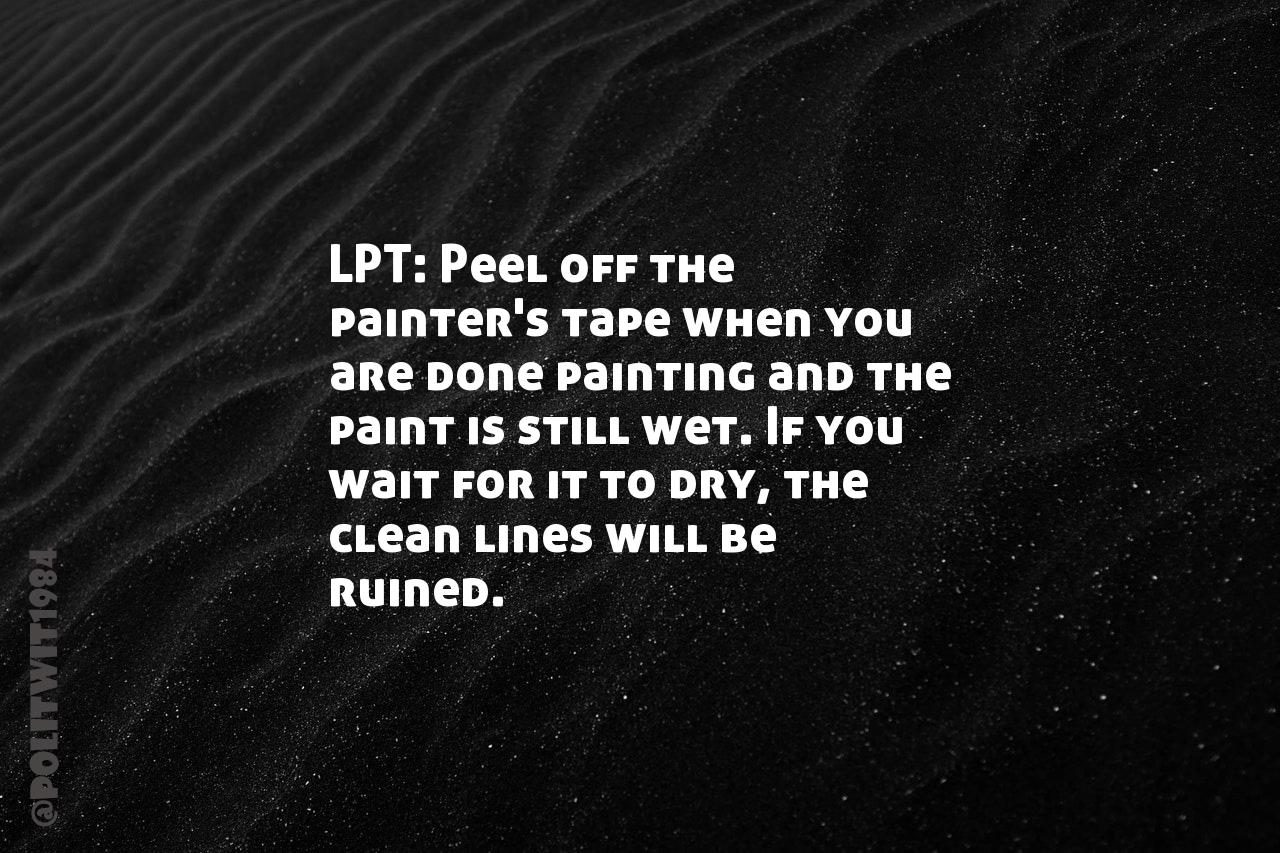 LPT: Peel off the
painter's tape when you
are done painting and the
paint is still wet. If you
wait for it to dry, the
clean lines will be
ruined.
@POLITWIT1984